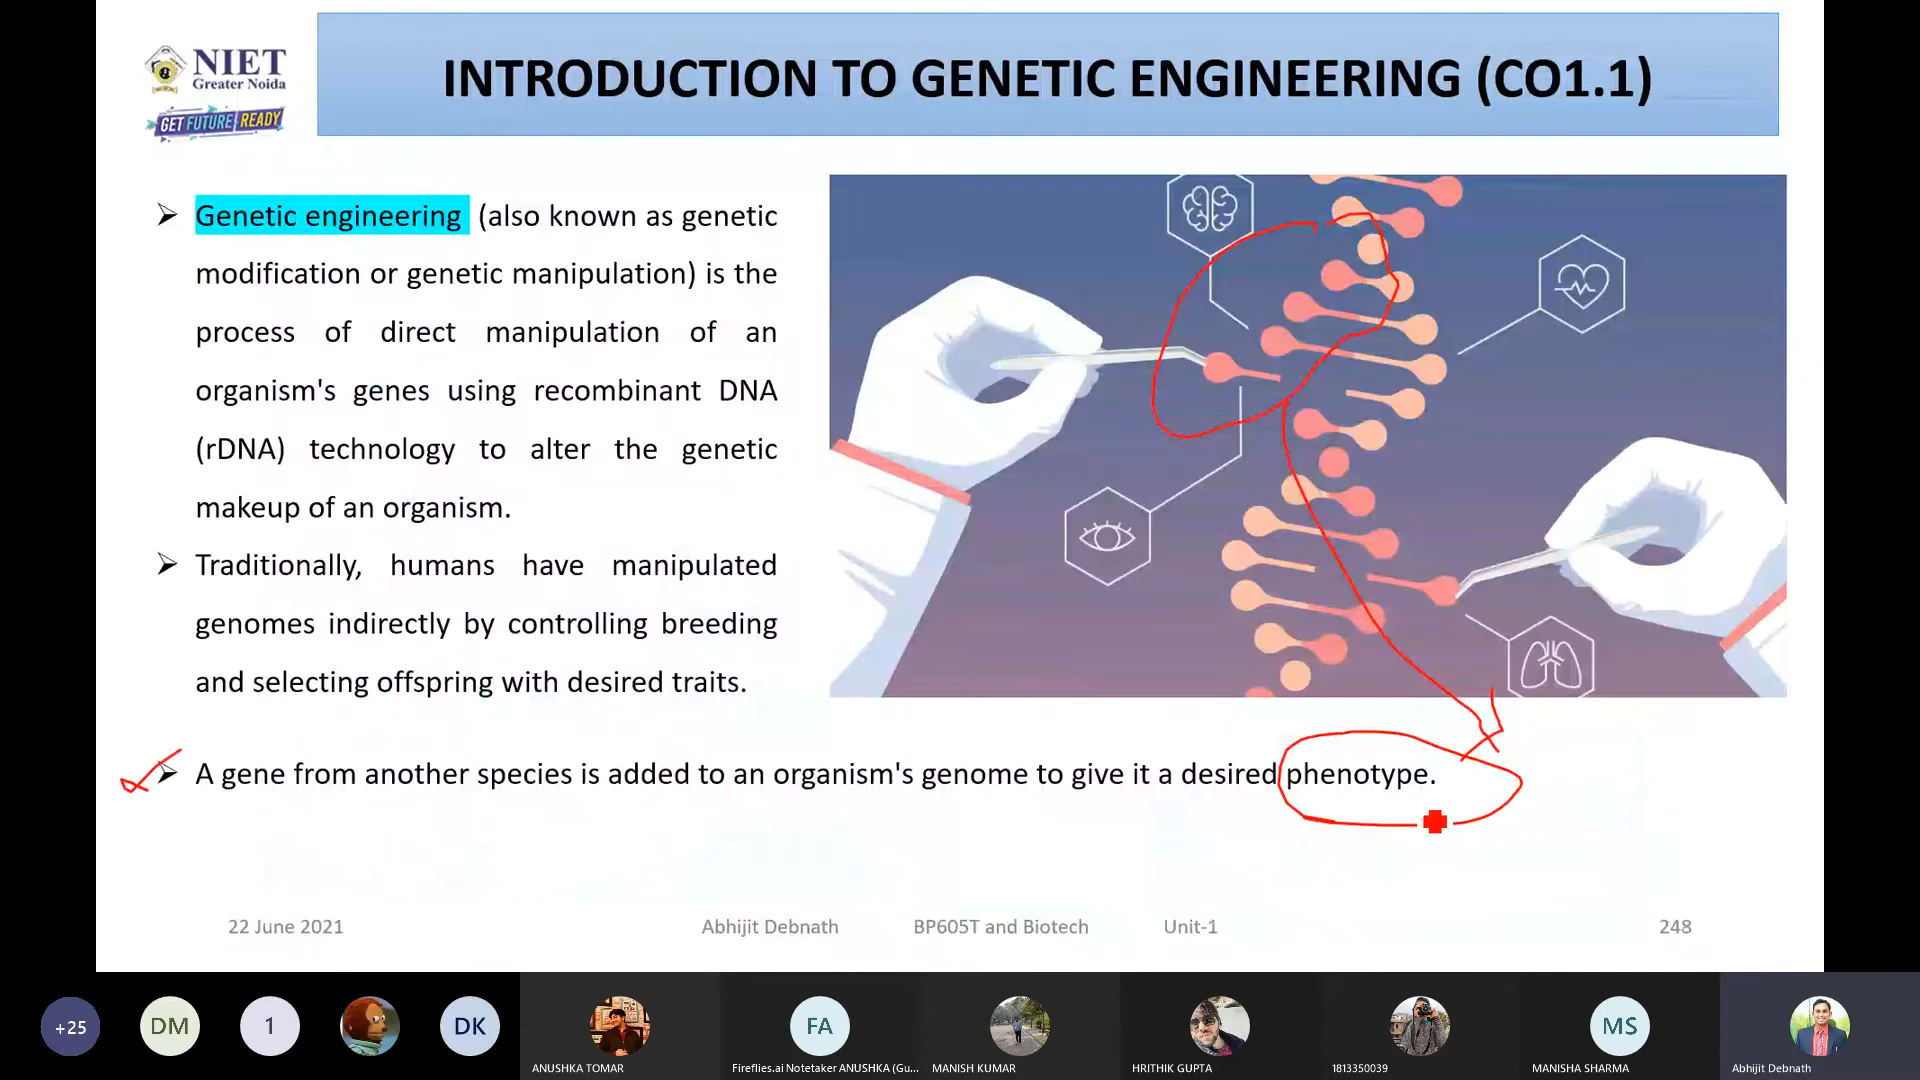 NIET
Greater Noida
GET FUTURE READY
INTRODUCTION TO GENETIC ENGINEERING (CO1.1)
➢ Genetic engineering (also known as genetic
modification or genetic manipulation) is the
process of direct manipulation of an
organism's genes using recombinant DNA
(rDNA) technology to alter the genetic
makeup of an organism.
➢ Traditionally, humans have manipulated
genomes indirectly by controlling breeding
and selecting offspring with desired traits.
➢ A gene from another species is added to an organism's genome to give it a desired phenotype.
22 June 2021 Abhijit Debnath BP605T and Biotech Unit-1 248
+25 DM 1 DK FA MS
ANUSHKA TOMAR Fireflies.ai Notetaker ANUSHKA (Gu... MANISH KUMAR HRITHIK GUPTA 1813350039 MANISHA SHARMA Abhijit Debnath